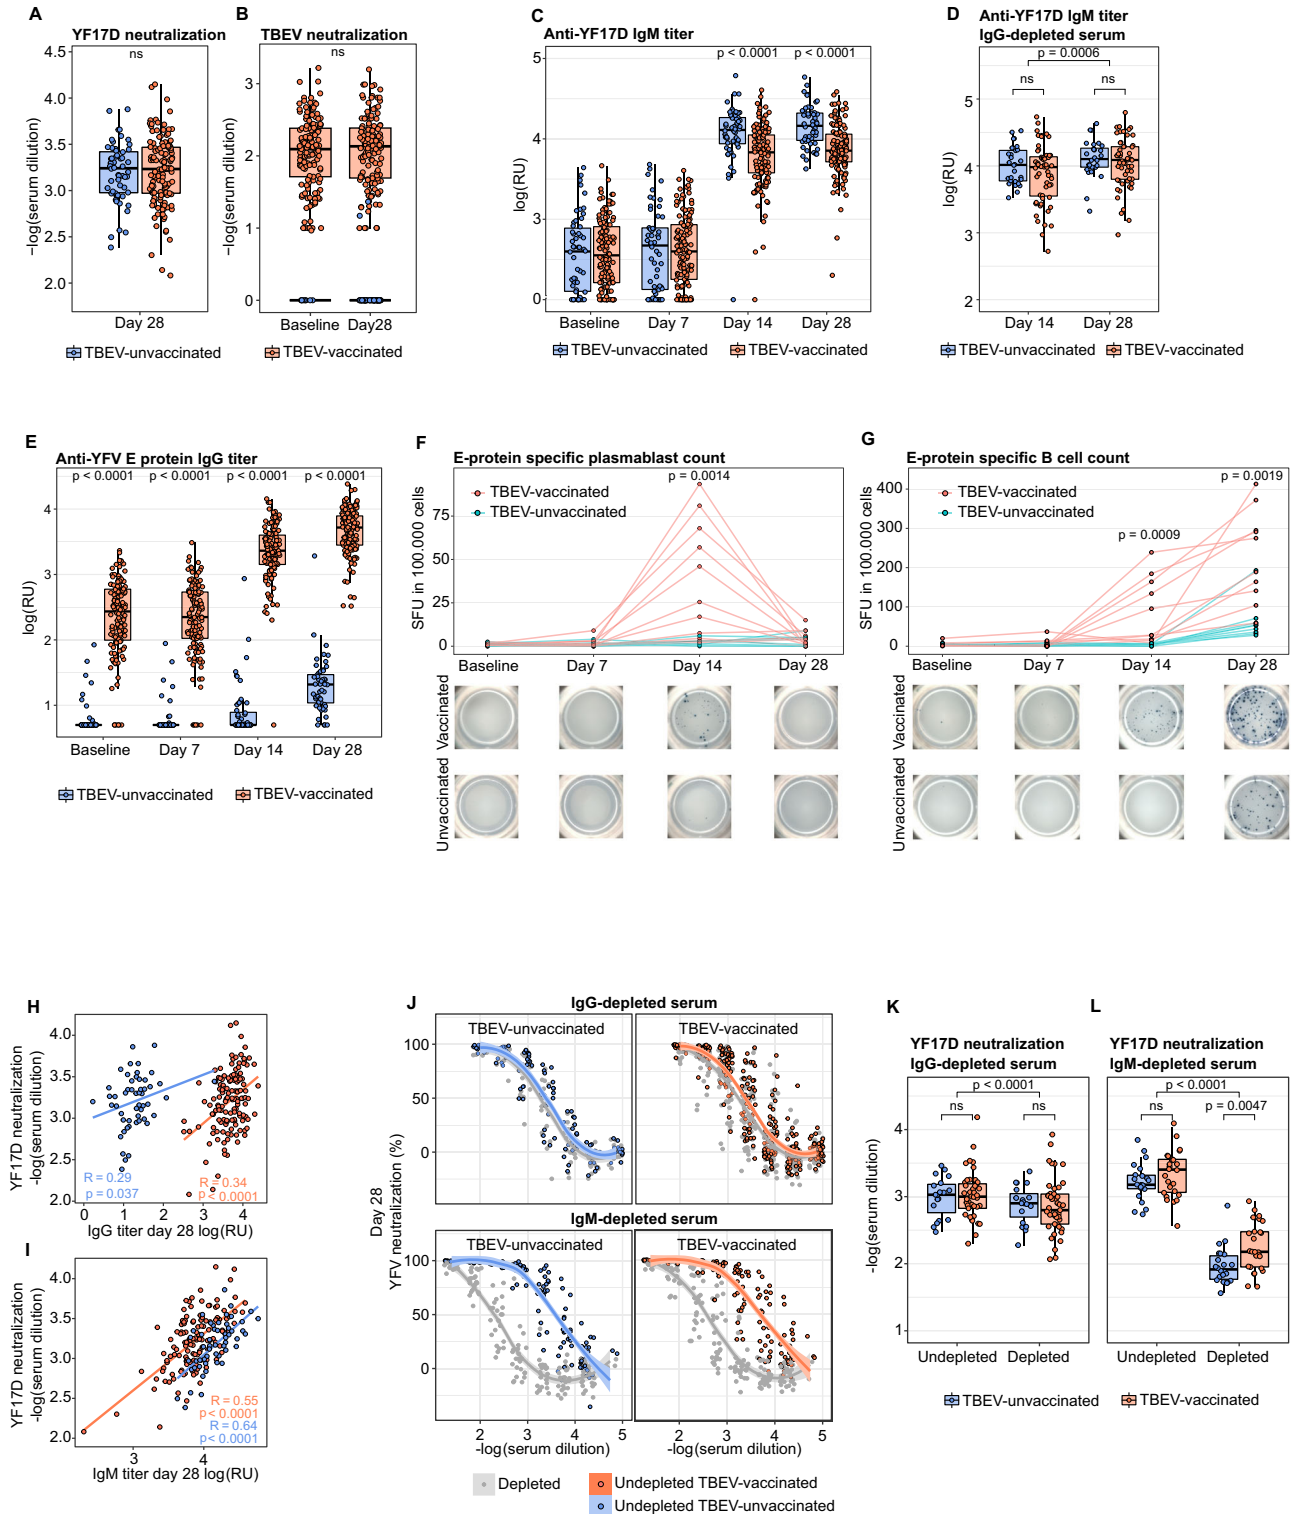 A
YF17D neutralization
−log(serum dilution)
4.5
4.0
3.5
3.0
2.5
2.0
ns
Day 28
B
TBEV neutralization
−log(serum dilution)
3
2
1
0
ns
Baseline
Day28
TBEV-unvaccinated
TBEV-vaccinated
C
Anti-YF17D IgM titer
log(RU)
5
4
3
0
p < 0.0001
p < 0.0001
Baseline
Day 7
Day 14
Day 28
TBEV-unvaccinated
TBEV-vaccinated
D
Anti-YF17D IgM titer
IgG-depleted serum
log(RU)
5
4
3
2
p = 0.0006
ns
ns
Day 14
Day 28
TBEV-unvaccinated
TBEV-vaccinated
E
Anti-YFV E protein IgG titer
log(RU)
4
3
2
1
p < 0.0001
p < 0.0001
p < 0.0001
p < 0.0001
Baseline
Day 7
Day 14
Day 28
TBEV-unvaccinated
TBEV-vaccinated
F
E-protein specific plasmablast count
SFU in 100.000 cells
75
50
25
0
TBEV-vaccinated
TBEV-unvaccinated
p = 0.0014
Baseline
Day 7
Day 14
Day 28
Vaccinated
Unvaccinated
G
E-protein specific B cell count
SFU in 100.000 cells
400
300
200
100
0
TBEV-vaccinated
TBEV-unvaccinated
p = 0.0009
p = 0.0019
Baseline
Day 7
Day 14
Day 28
Vaccinated
Unvaccinated
H
YF17D neutralization
-log(serum dilution)
4.0
3.5
3.0
2.5
2.0
R = 0.29
p = 0.037
R = 0.34
p < 0.0001
0
1
2
3
4
IgG titer day 28 log(RU)
I
YF17D neutralization
-log(serum dilution)
4.0
3.5
3.0
2.5
2.0
R = 0.55
p < 0.0001
R = 0.64
p < 0.0001
3
4
IgM titer day 28 log(RU)
J
IgG-depleted serum
TBEV-unvaccinated
TBEV-vaccinated
100
50
0
Day 28
YFV neutralization (%)
IgM-depleted serum
TBEV-unvaccinated
TBEV-vaccinated
100
50
0
2
3
4
5
2
3
4
5
-log(serum dilution)
-log(serum dilution)
Depleted
Undepleted TBEV-vaccinated
Undepleted TBEV-unvaccinated
K
YF17D neutralization
IgG-depleted serum
-log(serum dilution)
4
3
2
1
p < 0.0001
ns
ns
Undepleted
Depleted
L
YF17D neutralization
IgM-depleted serum
p < 0.0001
ns
p = 0.0047
Undepleted
Depleted
TBEV-unvaccinated
TBEV-vaccinated